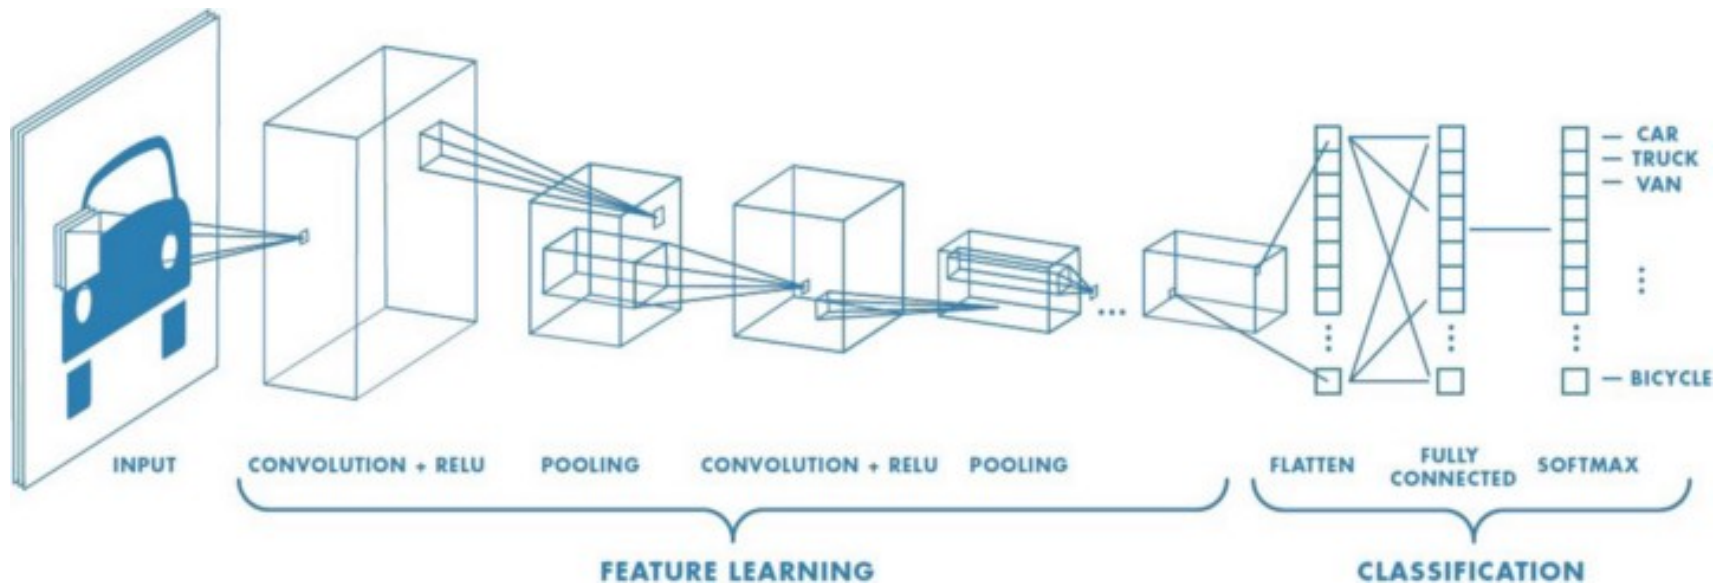 CAR
TRUCK
VAN
BICYCLE
INPUT
CONVOLUTION + RELU
POOLING
CONVOLUTION + RELU
POOLING
FLATTEN
FULLY
CONNECTED
SOFTMAX
FEATURE LEARNING
CLASSIFICATION